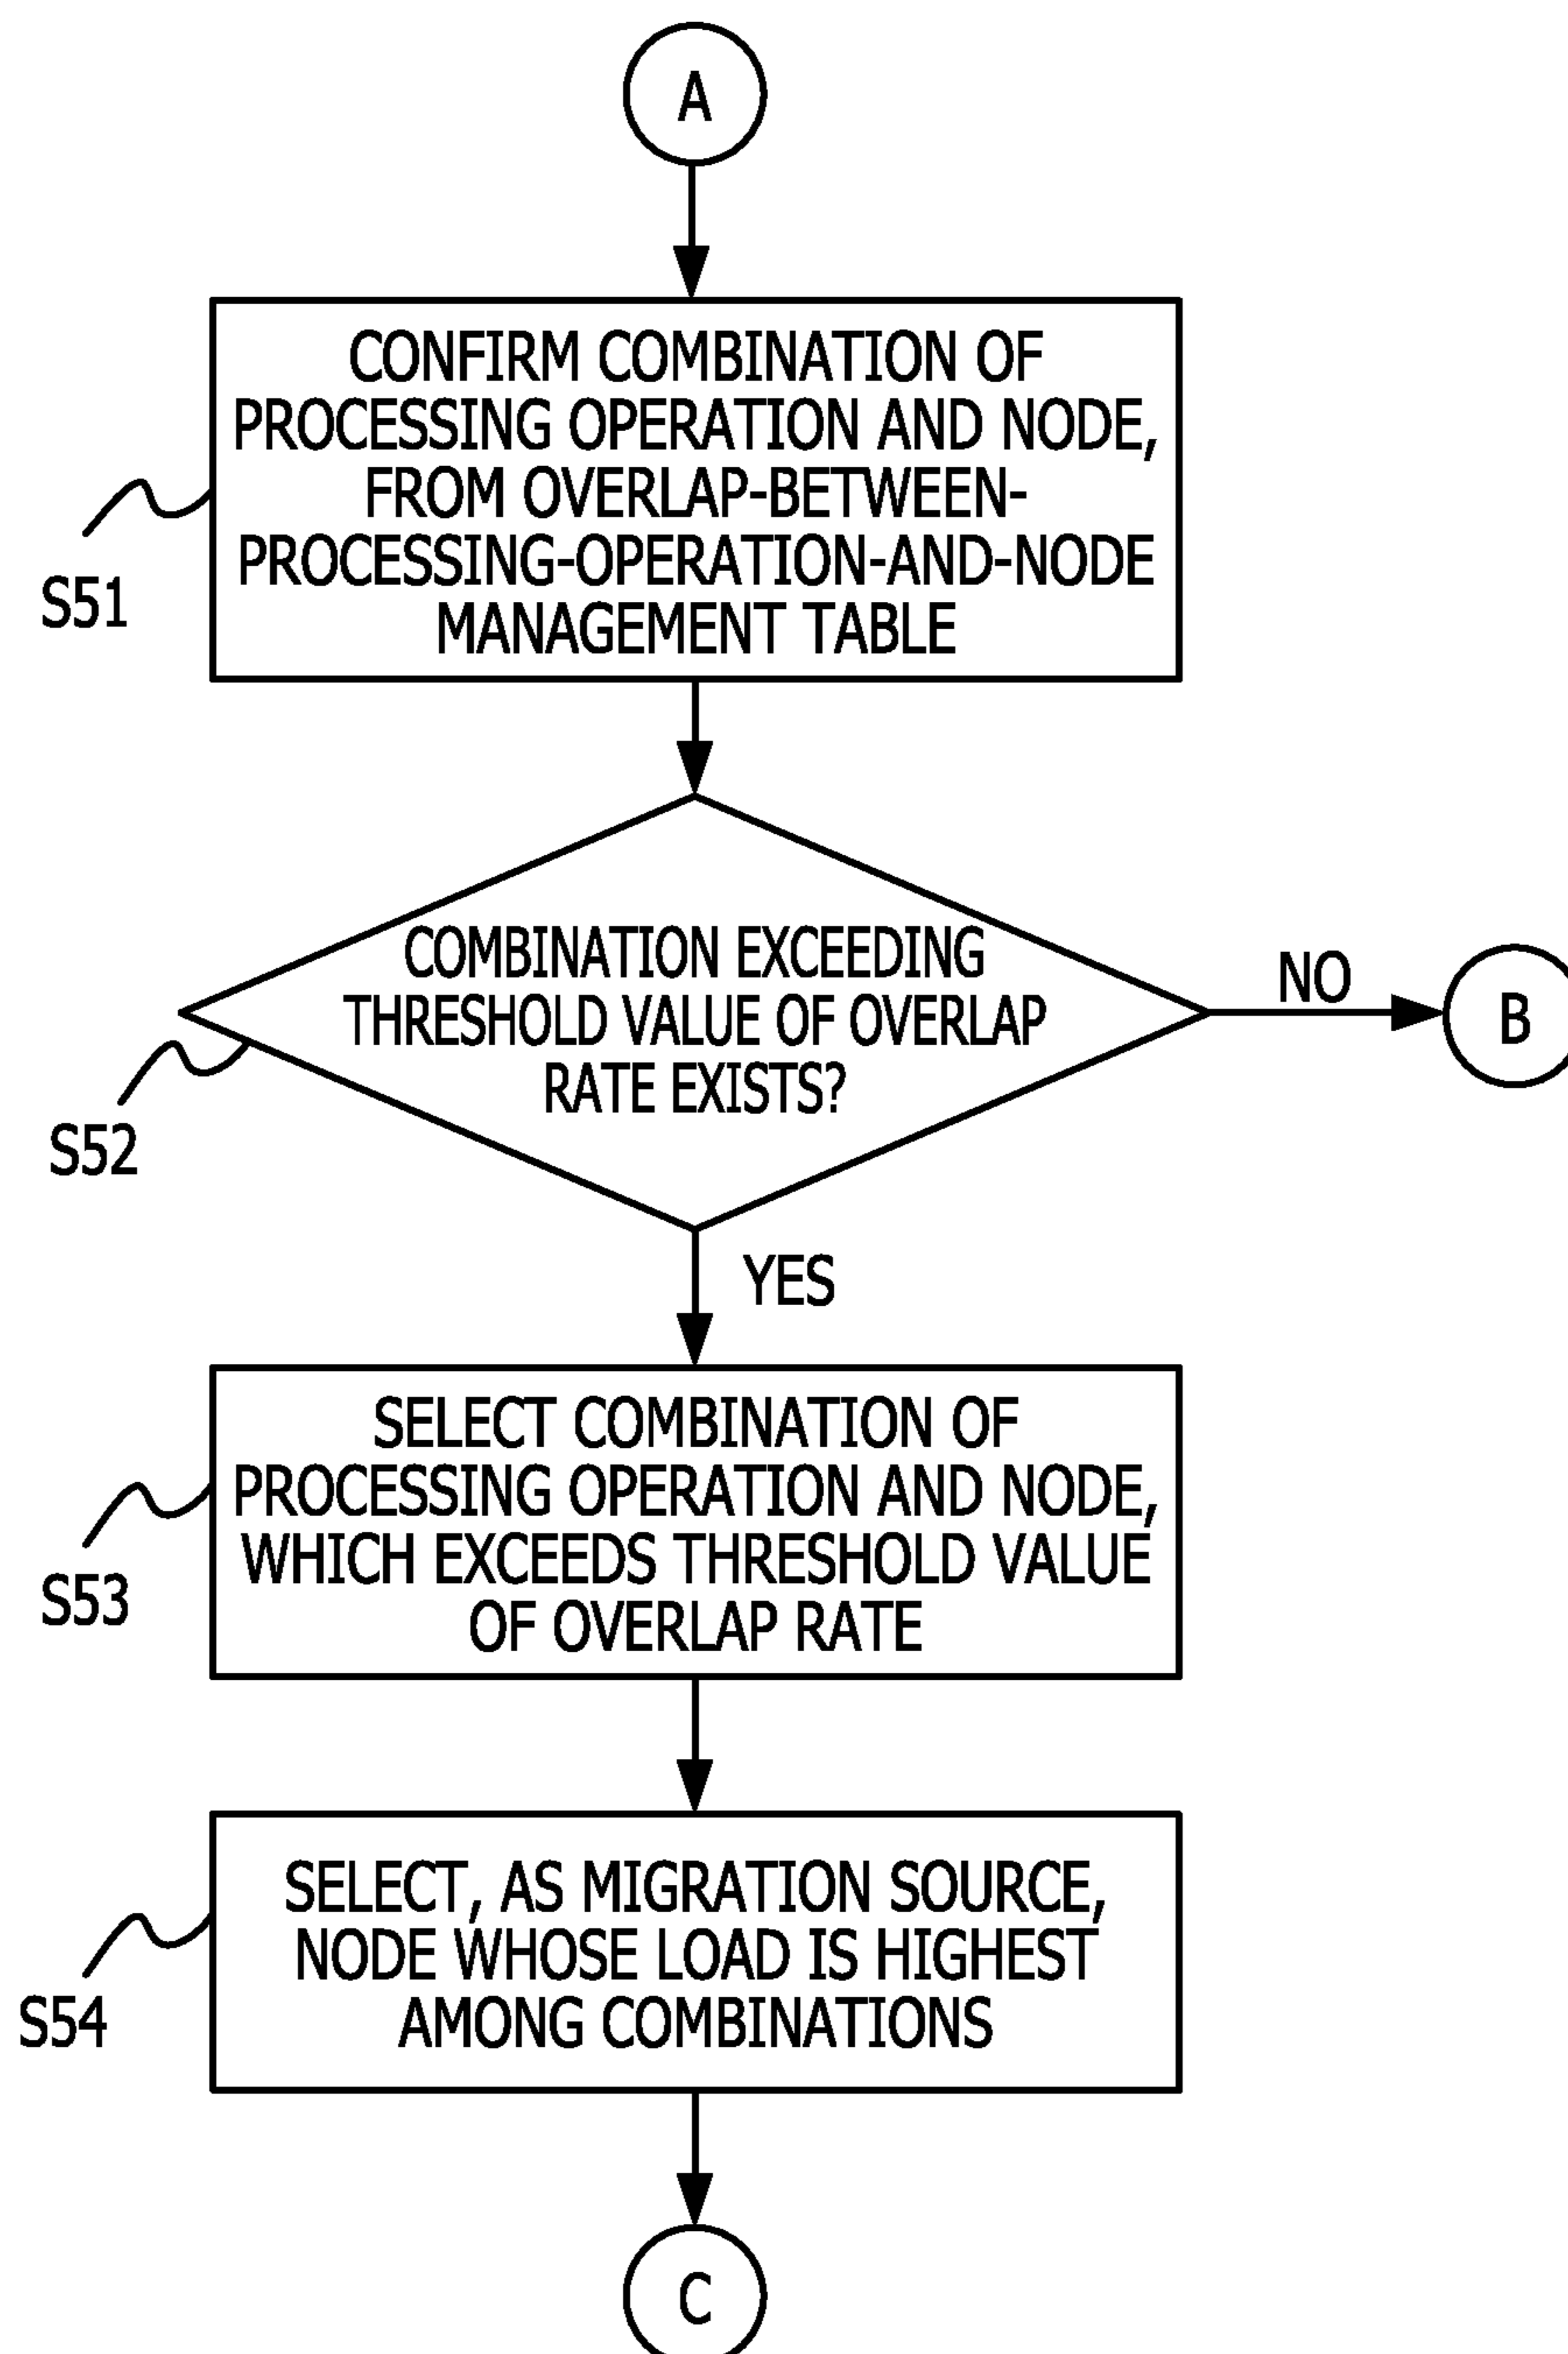 A
CONFIRM COMBINATION OF
PROCESSING OPERATION AND NODE,
FROM OVERLAP-BETWEEN-
PROCESSING-OPERATION-AND-NODE
MANAGEMENT TABLE
S51
COMBINATION EXCEEDING
THRESHOLD VALUE OF OVERLAP
RATE EXISTS?
NO
B
S52
YES
SELECT COMBINATION OF
PROCESSING OPERATION AND NODE,
WHICH EXCEEDS THRESHOLD VALUE
OF OVERLAP RATE
S53
SELECT, AS MIGRATION SOURCE,
NODE WHOSE LOAD IS HIGHEST
AMONG COMBINATIONS
S54
C